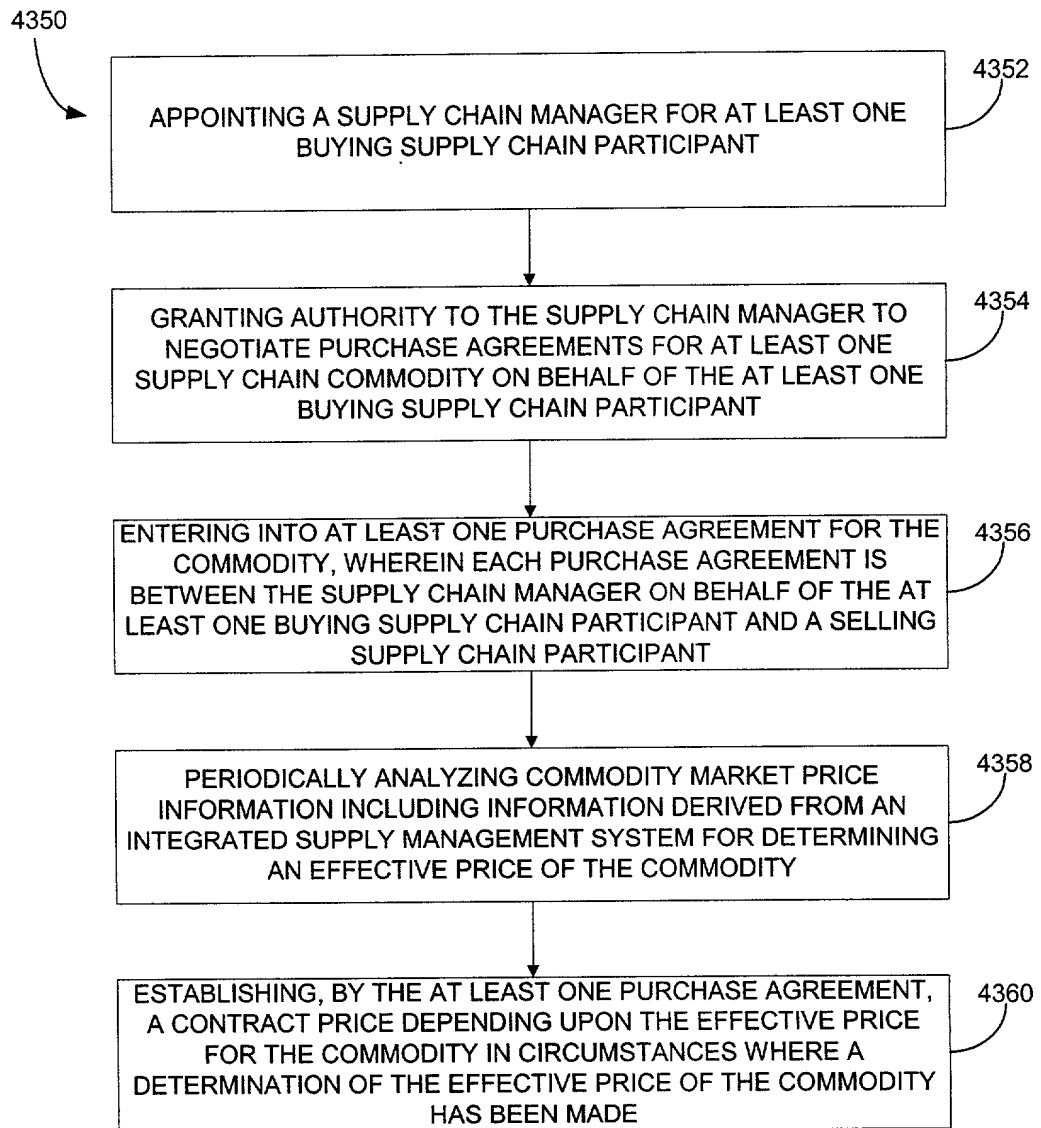 4350
4352
APPOINTING A SUPPLY CHAIN MANAGER FOR AT LEAST ONE
BUYING SUPPLY CHAIN PARTICIPANT
4354
GRANTING AUTHORITY TO THE SUPPLY CHAIN MANAGER TO
NEGOTIATE PURCHASE AGREEMENTS FOR AT LEAST ONE
SUPPLY CHAIN COMMODITY ON BEHALF OF THE AT LEAST ONE
BUYING SUPPLY CHAIN PARTICIPANT
4356
ENTERING INTO AT LEAST ONE PURCHASE AGREEMENT FOR THE
COMMODITY, WHEREIN EACH PURCHASE AGREEMENT IS
BETWEEN THE SUPPLY CHAIN MANAGER ON BEHALF OF THE AT
LEAST ONE BUYING SUPPLY CHAIN PARTICIPANT AND A SELLING
SUPPLY CHAIN PARTICIPANT
4358
PERIODICALLY ANALYZING COMMODITY MARKET PRICE
INFORMATION INCLUDING INFORMATION DERIVED FROM AN
INTEGRATED SUPPLY MANAGEMENT SYSTEM FOR DETERMINING
AN EFFECTIVE PRICE OF THE COMMODITY
4360
ESTABLISHING, BY THE AT LEAST ONE PURCHASE AGREEMENT,
A CONTRACT PRICE DEPENDING UPON THE EFFECTIVE PRICE
FOR THE COMMODITY IN CIRCUMSTANCES WHERE A
DETERMINATION OF THE EFFECTIVE PRICE OF THE COMMODITY
HAS BEEN MADE